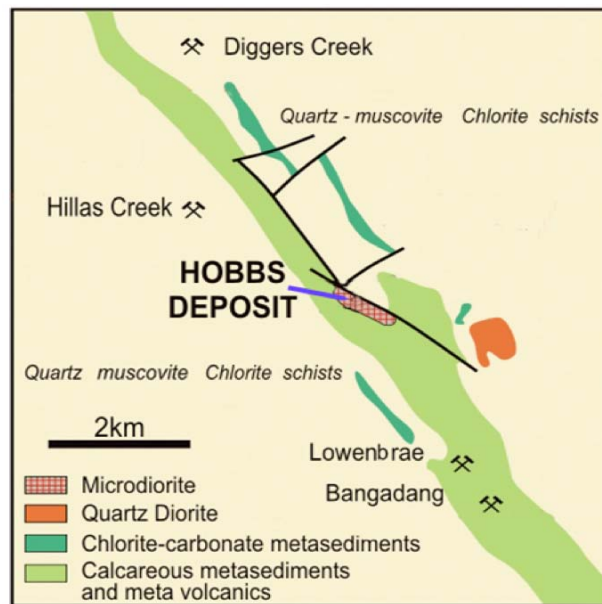 Diggers Creek
Quartz - muscovite Chlorite schists
Hillas Creek
HOBBS
DEPOSIT
Quartz muscovite Chlorite schists
2km
Lowenbrae
Bangadang
Microdiorite
Quartz Diorite
Chlorite-carbonate metasediments
Calcareous metasediments
and meta volcanics